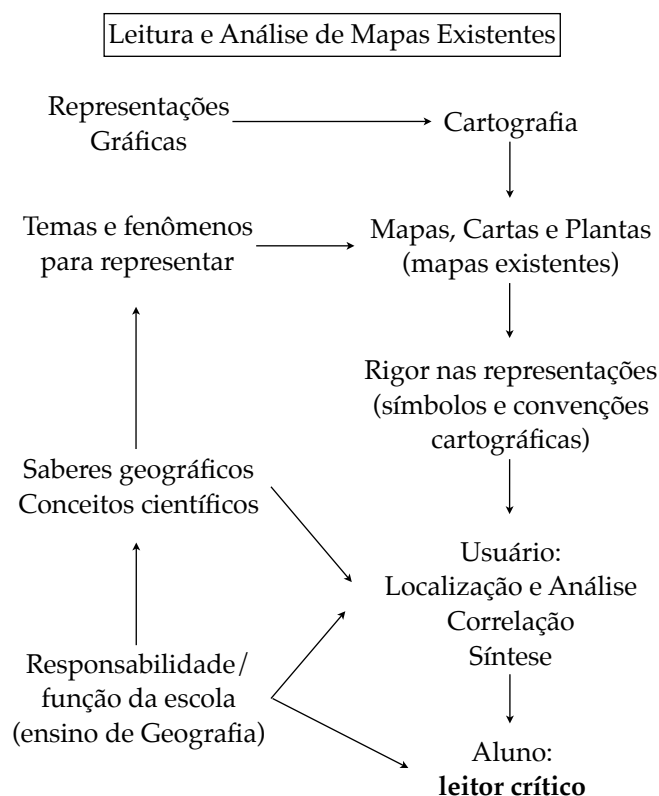 Leitura e Análise de Mapas Existentes
Representações
Gráficas
Cartografia
Temas e fenômenos
para representar
Mapas, Cartas e Plantas
(mapas existentes)
Rigor nas representações
(símbolos e convenções
cartográficas)
Saberes geográficos
Conceitos científicos
Usuário:
Localização e Análise
Correlação
Síntese
Responsabilidade/
função da escola
(ensino de Geografia)
Aluno:
leitor crítico